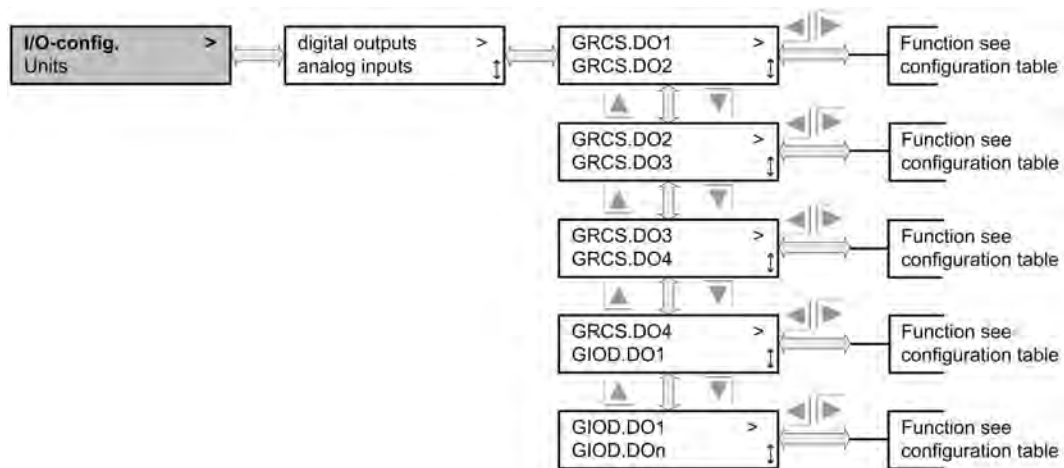 I/O-config. >
Units
digital outputs >
analog inputs ↕
GRCS.DO1 >
GRCS.DO2 ↕
Function see
configuration table
GRCS.DO2 >
GRCS.DO3 ↕
Function see
configuration table
GRCS.DO3 >
GRCS.DO4 ↕
Function see
configuration table
GRCS.DO4 >
GIOD.DO1 ↕
Function see
configuration table
GIOD.DO1 >
GIOD.DOn ↕
Function see
configuration table